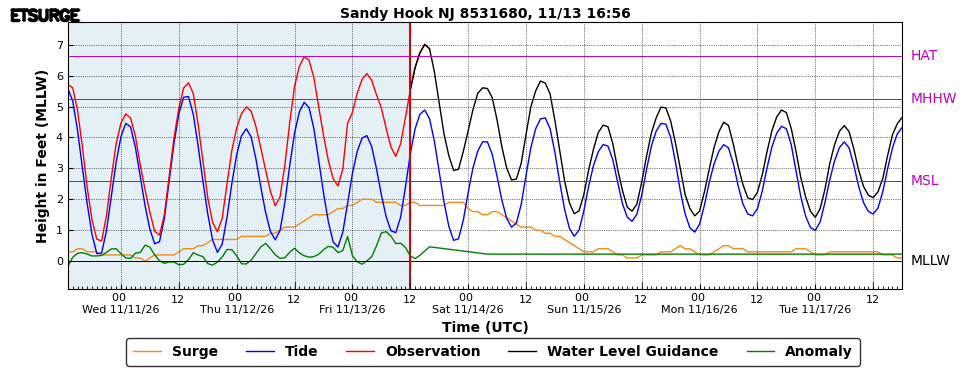 ETSURGE
Sandy Hook NJ 8531680, 11/13 16:56
Height in Feet (MLLW)
7
6
5
4
3
2
1
0
HAT
MHHW
MSL
MLLW
00 12 00 12 00 12 00 12 00 12 00 12 00 12
Wed 11/11/26 Thu 11/12/26 Fri 11/13/26 Sat 11/14/26 Sun 11/15/26 Mon 11/16/26 Tue 11/17/26
Time (UTC)
Surge Tide Observation Water Level Guidance Anomaly